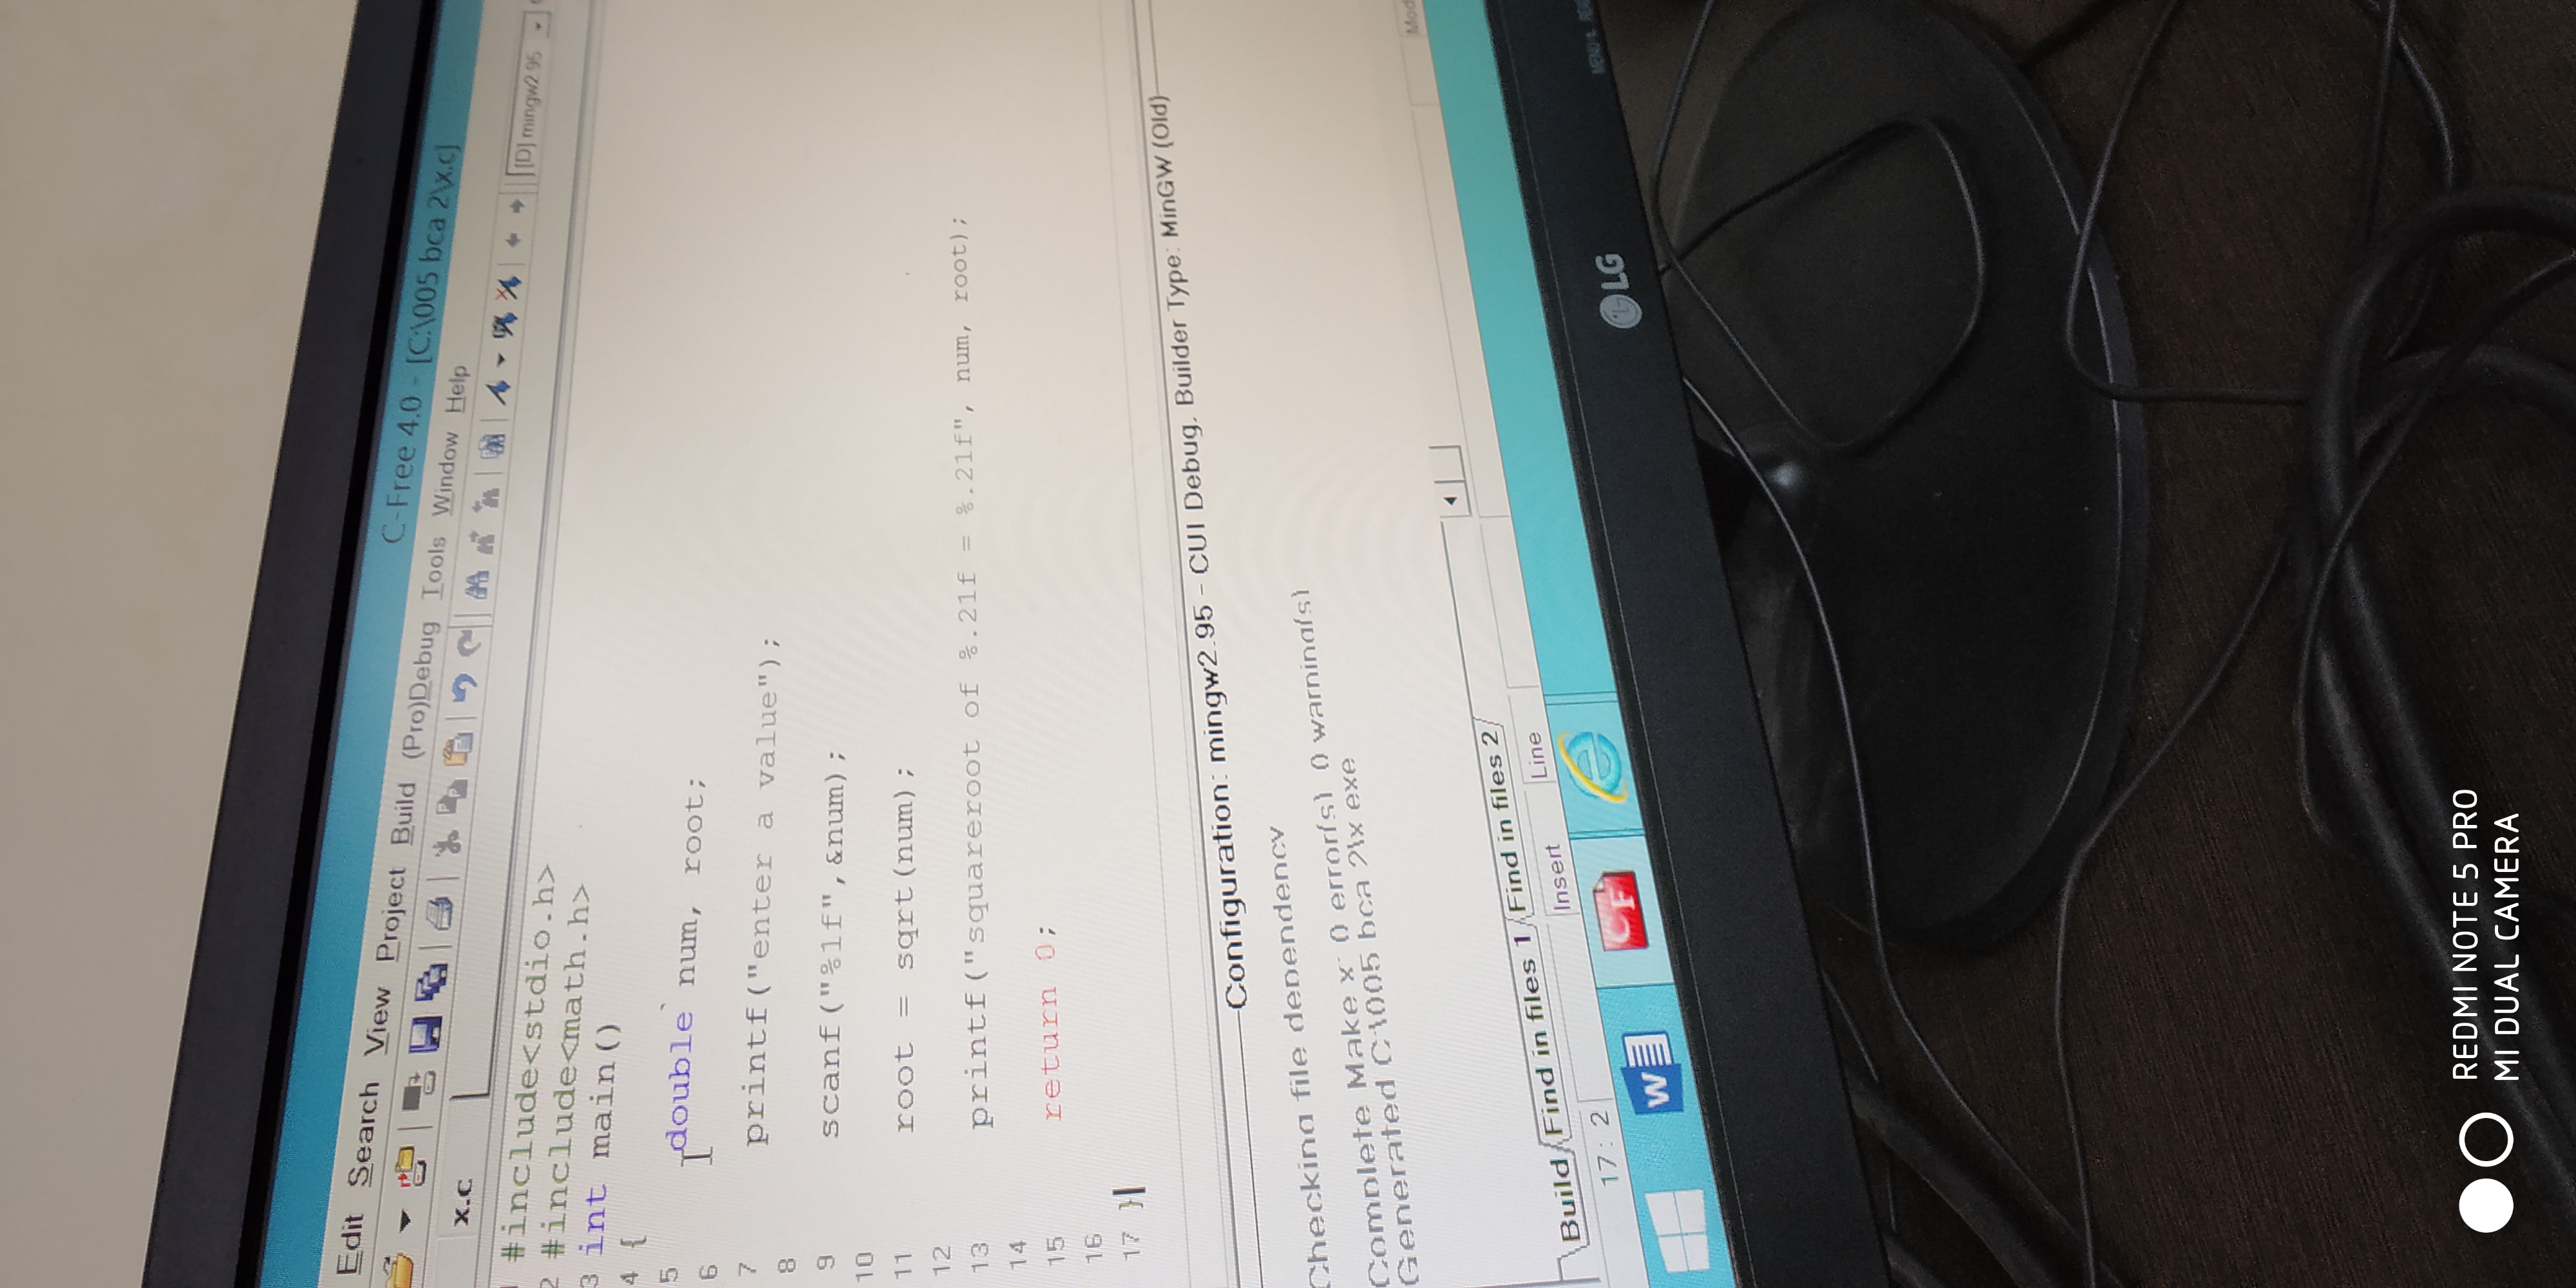 C-Free 4.0 - [C:\005 bca 2\x.c]
Edit Search View Project Build (Pro)Debug Tools Window Help
[D] mingw2.95
x.c
1 #include<stdio.h>
2 #include<math.h>
3 int main()
4 {
5 double num, root;
6
7 printf("enter a value");
8
9 scanf("%1f",&num);
10
11 root = sqrt(num);
12
13 printf("squareroot of %.21f = %.21f", num, root);
14
15 return 0;
16
17 }
Configuration: mingw2.95 - CUI Debug, Builder Type: MinGW (Old)
Checking file dependency
Complete Make x: 0 error(s), 0 warning(s)
Generated C:\005 bca 2\x.exe
Build Find in files 1 Find in files 2
17: 2 Insert Line
W CF
LG
REDMI NOTE 5 PRO
MI DUAL CAMERA